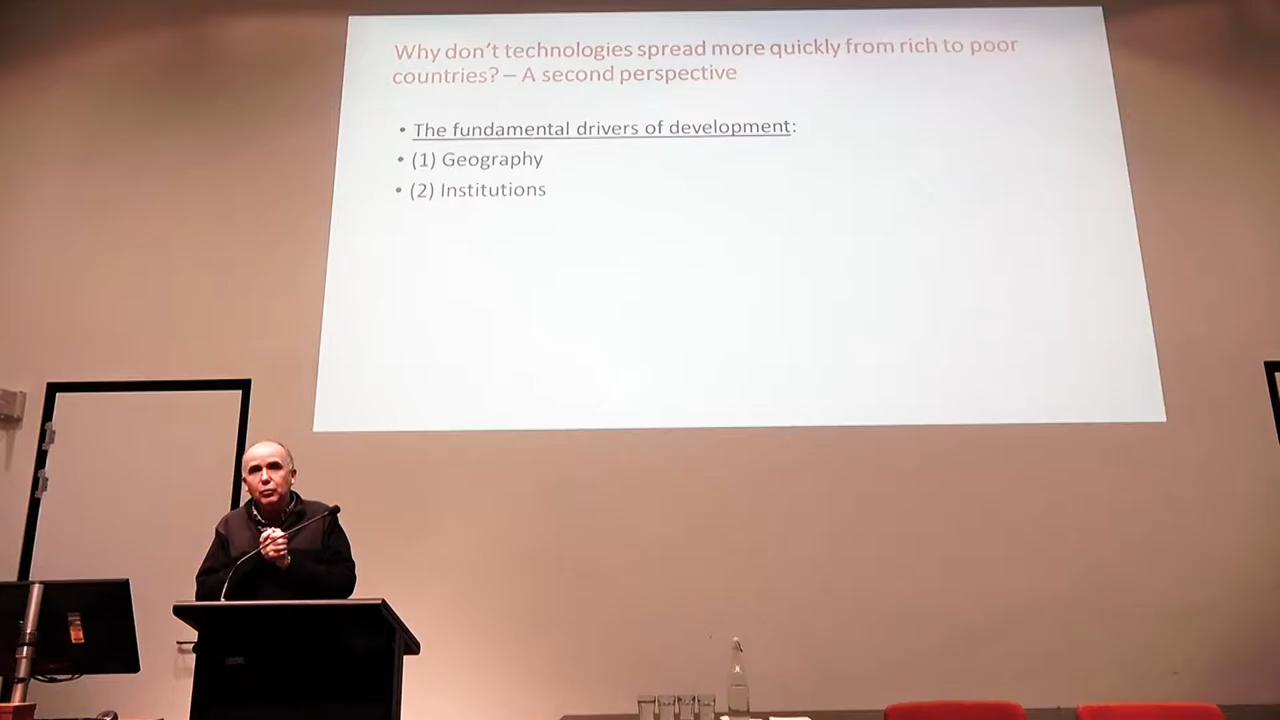 Why don't technologies spread more quickly from rich to poor
countries? – A second perspective
• The fundamental drivers of development:
• (1) Geography
• (2) Institutions